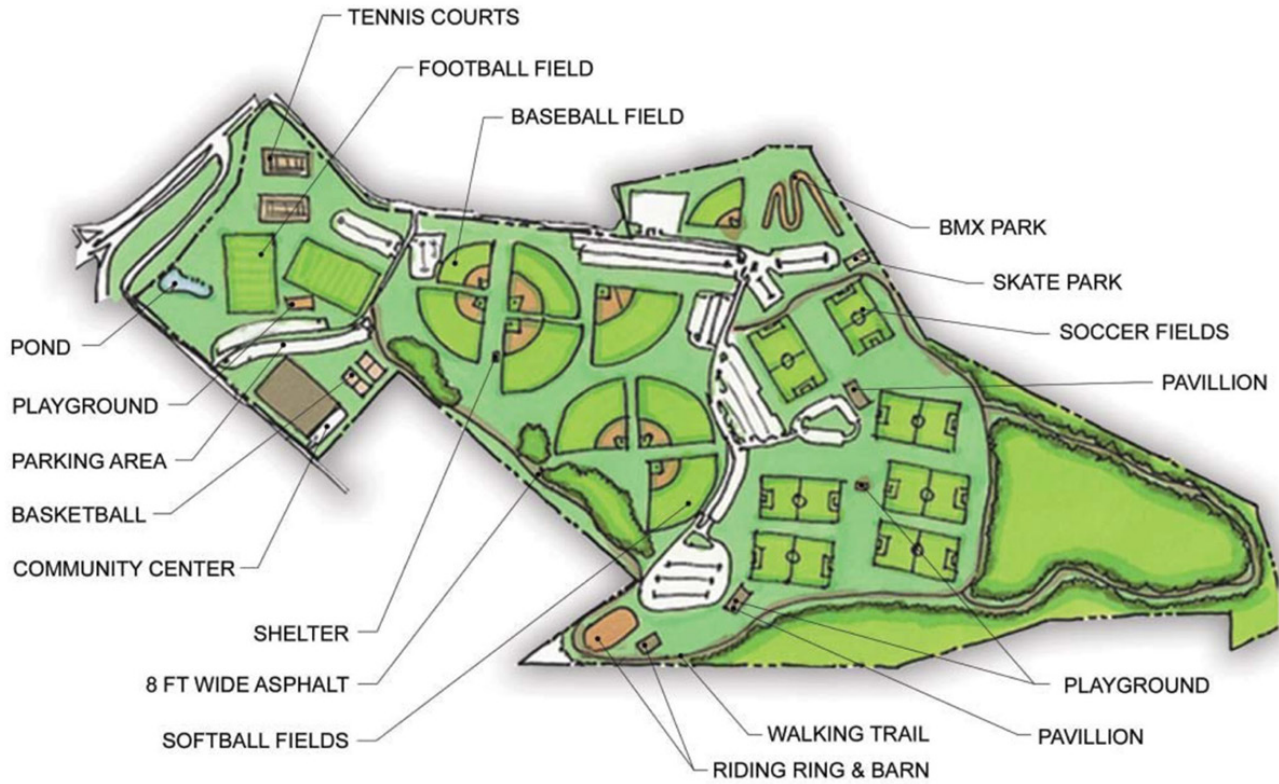 TENNIS COURTS
FOOTBALL FIELD
BASEBALL FIELD
BMX PARK
SKATE PARK
SOCCER FIELDS
PAVILLION
POND
PLAYGROUND
PARKING AREA
BASKETBALL
COMMUNITY CENTER
SHELTER
8 FT WIDE ASPHALT
SOFTBALL FIELDS
PLAYGROUND
PAVILLION
WALKING TRAIL
RIDING RING & BARN